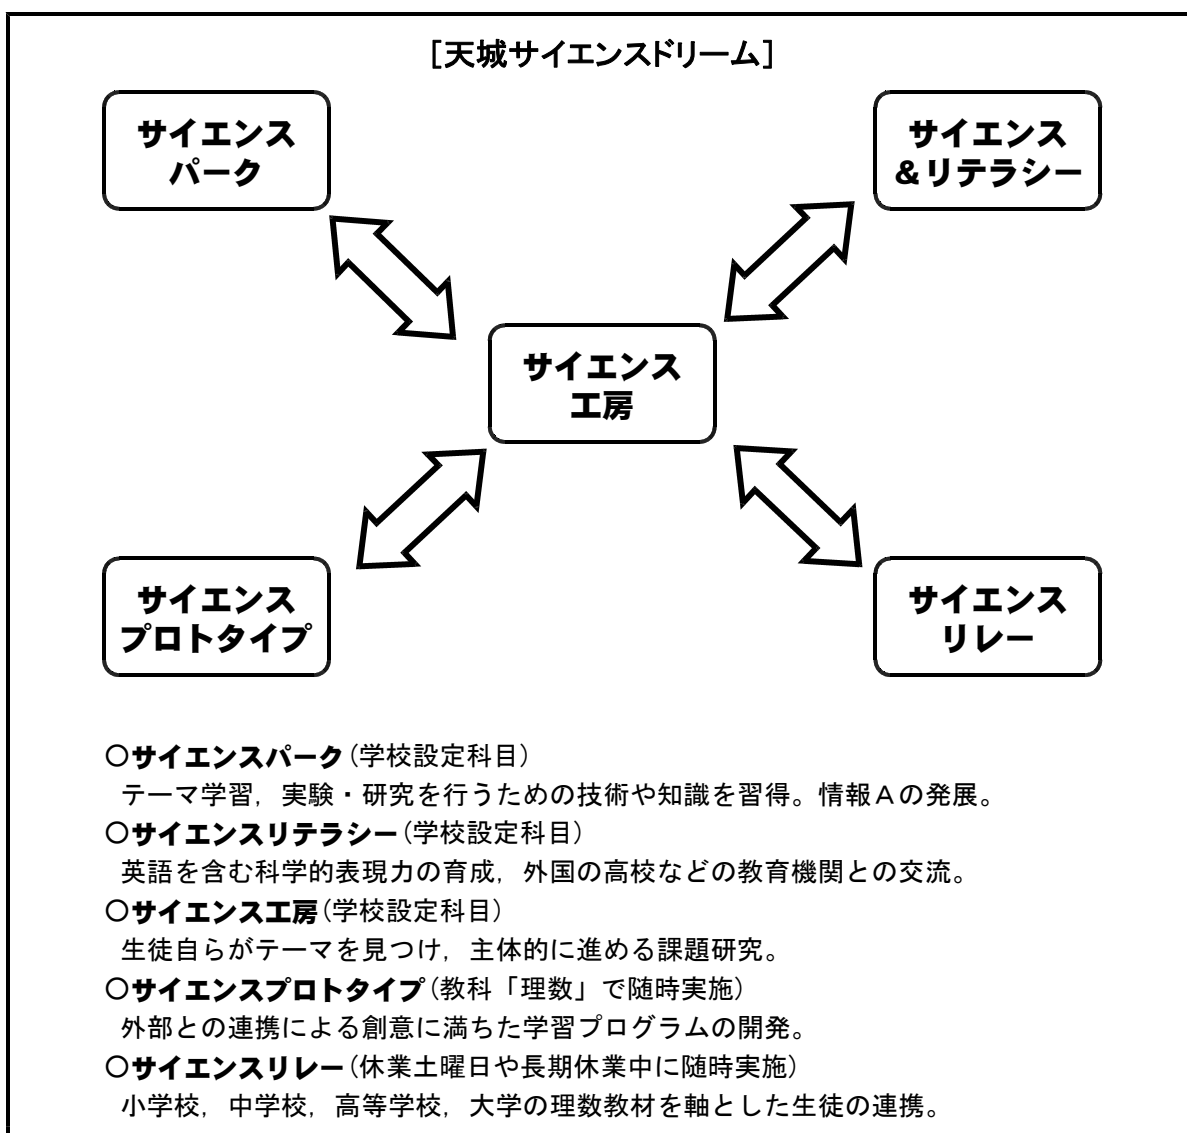 ［天城サイエンスドリーム］
サイエンス
パーク
サイエンス
＆リテラシー
サイエンス
工房
サイエンス
プロトタイプ
サイエンス
リレー
○サイエンスパーク（学校設定科目）
テーマ学習，実験・研究を行うための技術や知識を習得。情報Ａの発展。
○サイエンスリテラシー（学校設定科目）
英語を含む科学的表現力の育成，外国の高校などの教育機関との交流。
○サイエンス工房（学校設定科目）
生徒自らがテーマを見つけ，主体的に進める課題研究。
○サイエンスプロトタイプ（教科「理数」で随時実施）
外部との連携による創意に満ちた学習プログラムの開発。
○サイエンスリレー（休業土曜日や長期休業中に随時実施）
小学校，中学校，高等学校，大学の理数教材を軸とした生徒の連携。